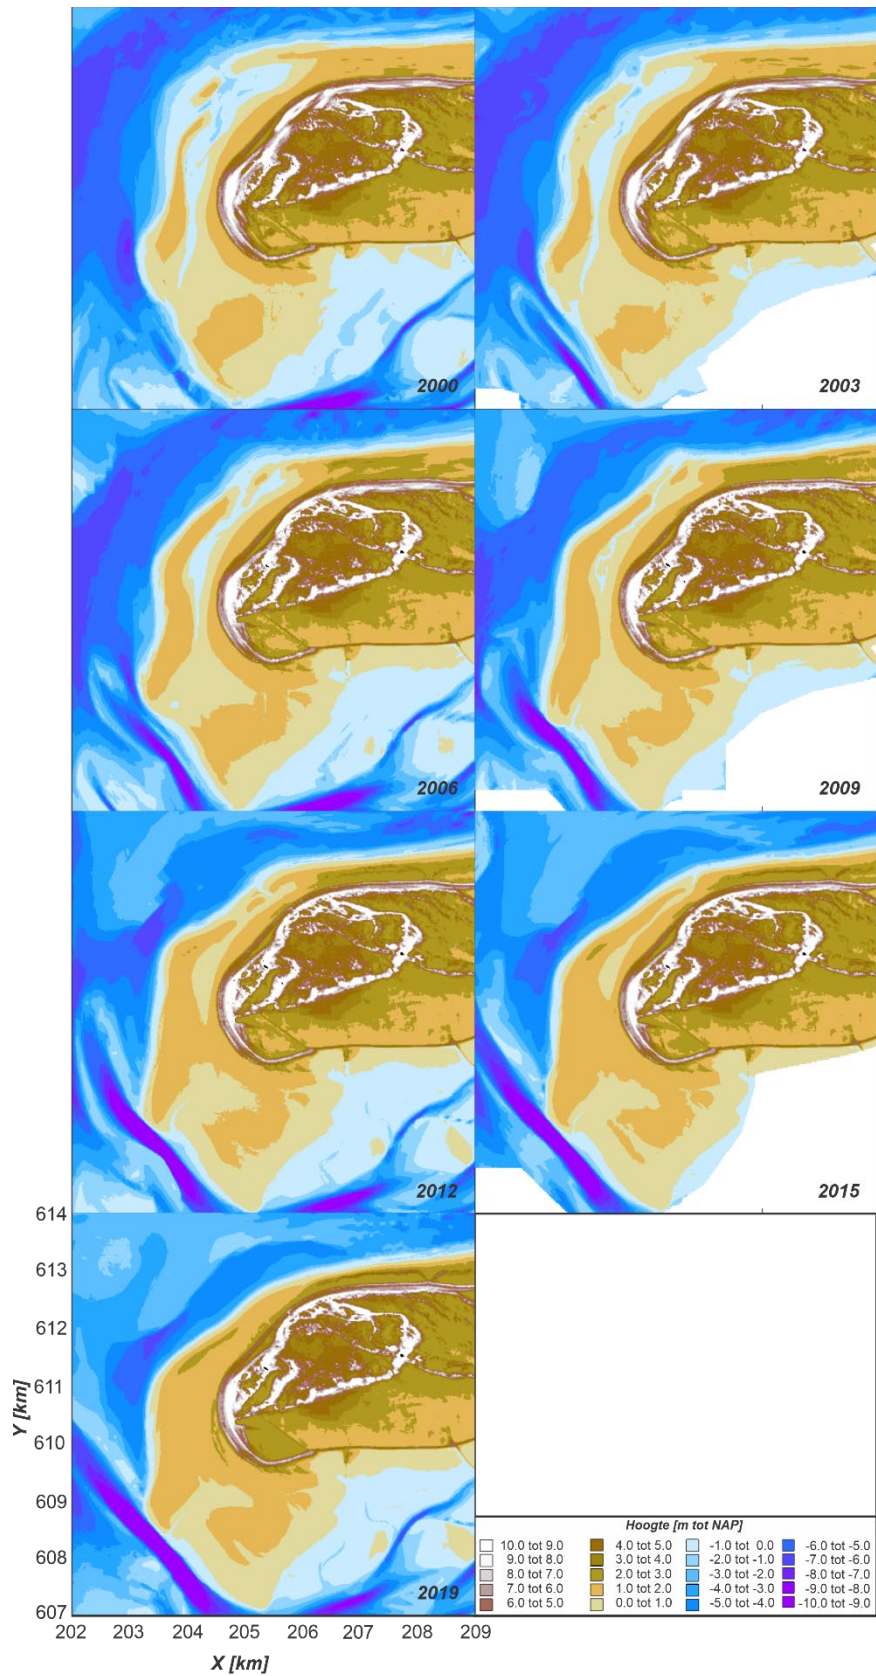 2000
2003
2006
2009
2012
2015
614
613
612
611
610
609
608
607
Y [km]
2019
202 203 204 205 206 207 208 209
X [km]
Hoogte [m tot NAP]
10.0 tot 9.0 4.0 tot 5.0 -1.0 tot 0.0 -6.0 tot -5.0
9.0 tot 8.0 3.0 tot 4.0 -2.0 tot -1.0 -7.0 tot -6.0
8.0 tot 7.0 2.0 tot 3.0 -3.0 tot -2.0 -8.0 tot -7.0
7.0 tot 6.0 1.0 tot 2.0 -4.0 tot -3.0 -9.0 tot -8.0
6.0 tot 5.0 0.0 tot 1.0 -5.0 tot -4.0 -10.0 tot -9.0